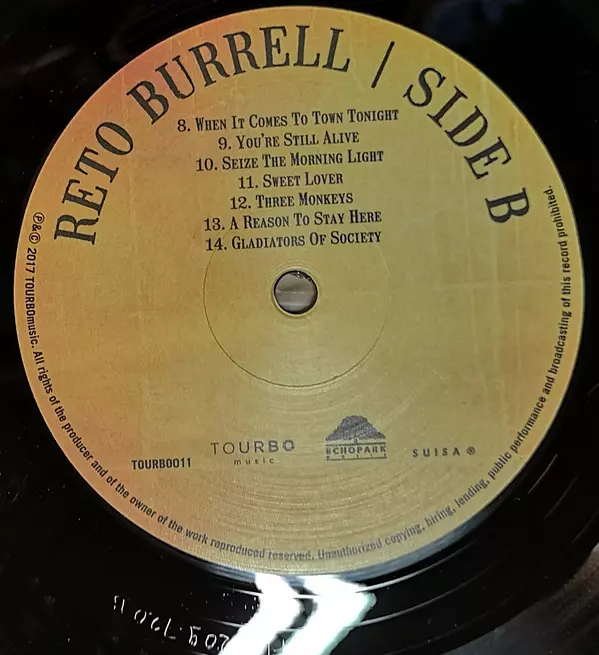 RETO BURRELL | SIDE B
8. WHEN IT COMES TO TOWN TONIGHT
9. YOU'RE STILL ALIVE
10. SEIZE THE MORNING LIGHT
11. SWEET LOVER
12. THREE MONKEYS
13. A REASON TO STAY HERE
14. GLADIATORS OF SOCIETY
TOURBO011
TOURBO
music
ECHOPARK
SUISA ®
℗&© 2017 TOURBOmusic. All rights of the producer and of the owner of the work reproduced reserved. Unauthorized copying, hiring, lending, public performance and broadcasting of this record prohibited.